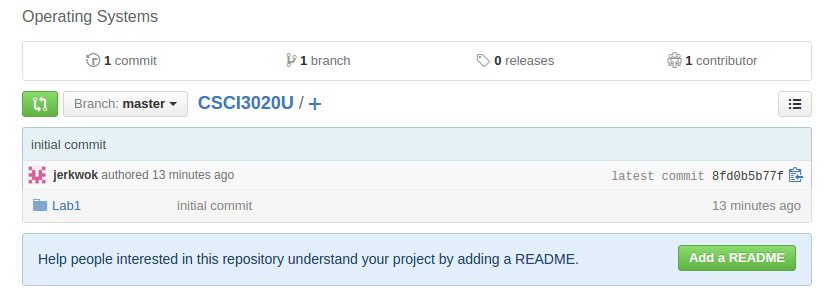 Operating Systems
1 commit 1 branch 0 releases 1 contributor
Branch: master CSCI3020U / +
initial commit
jerkwok authored 13 minutes ago latest commit 8fd0b5b77f
Lab1 initial commit 13 minutes ago
Help people interested in this repository understand your project by adding a README. Add a README